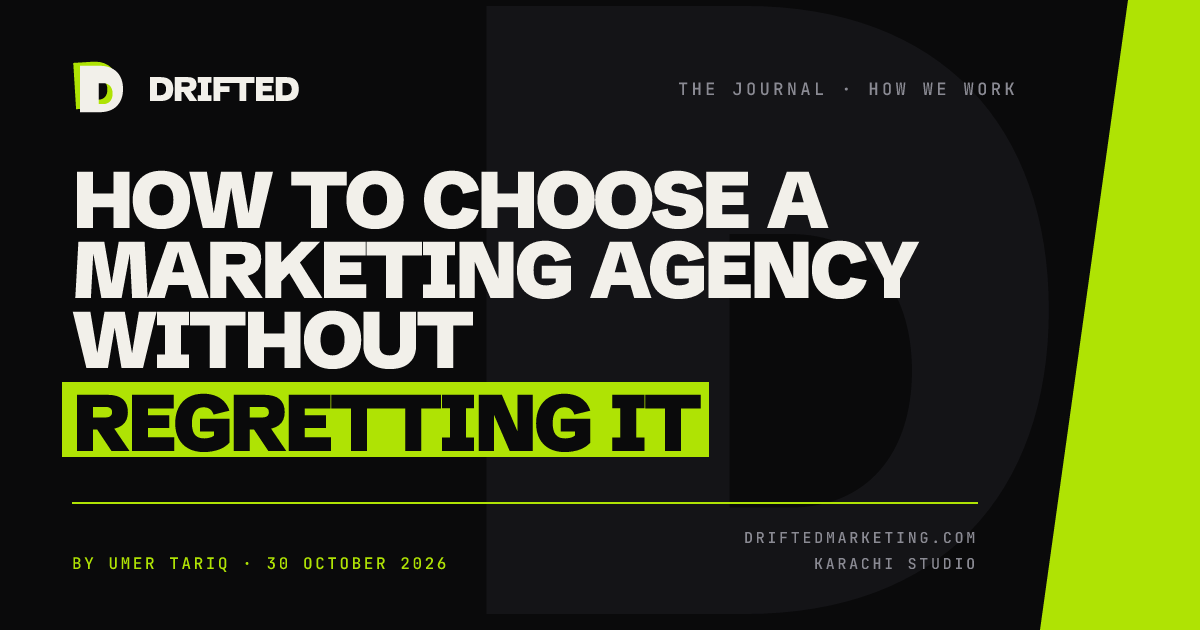 DRIFTED
THE JOURNAL · HOW WE WORK
HOW TO CHOOSE A
MARKETING AGENCY
WITHOUT
REGRETTING IT
BY UMER TARIQ · 30 OCTOBER 2026
DRIFTEDMARKETING.COM
KARACHI STUDIO